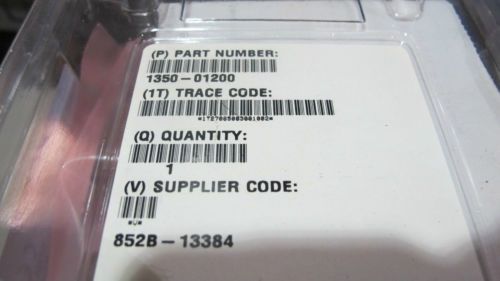 (P) PART NUMBER:
1350-01200
(1T) TRACE CODE:
(Q) QUANTITY:
1
(V) SUPPLIER CODE:
*V*
852B-13384